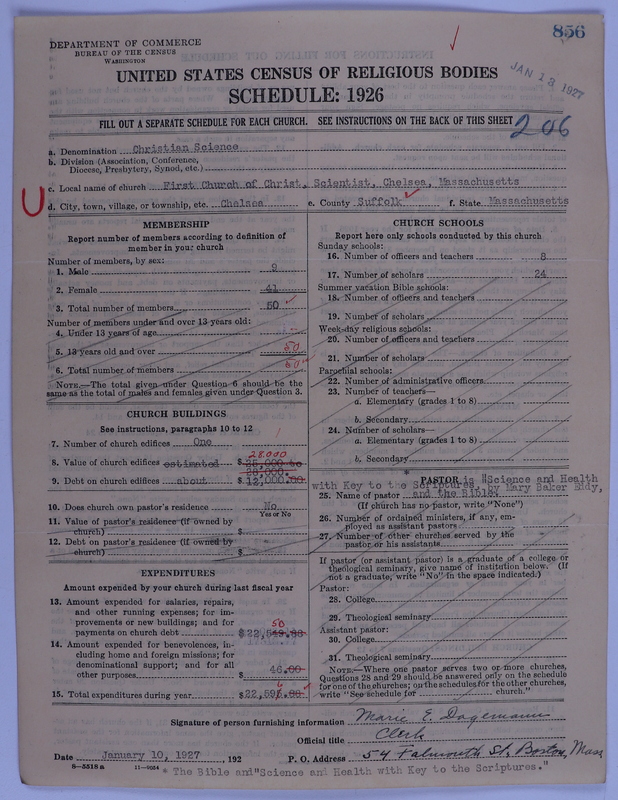 DEPARTMENT OF COMMERCE
BUREAU OF THE CENSUS
WASHINGTON
856
JAN 13 1927
UNITED STATES CENSUS OF RELIGIOUS BODIES
SCHEDULE: 1926
FILL OUT A SEPARATE SCHEDULE FOR EACH CHURCH. SEE INSTRUCTIONS ON THE BACK OF THIS SHEET
206
a. Denomination Christian Science
b. Division (Association, Conference,
Diocese, Presbytery, Synod, etc.)
c. Local name of church First Church of Christ, Scientist, Chelsea, Massachusetts
d. City, town, village, or township, etc. Chelsea e. County Suffolk f. State Massachusetts
MEMBERSHIP
Report number of members according to definition of
member in your church
Number of members, by sex:
1. Male 9
2. Female 41
3. Total number of members 50
Number of members under and over 13 years old:
4. Under 13 years of age
5. 13 years old and over 50
6. Total number of members 50
NOTE.—The total given under Question 6 should be the
same as the total of males and females given under Question 3.
CHURCH BUILDINGS
See instructions, paragraphs 10 to 12
7. Number of church edifices One
28,000
8. Value of church edifices estimated $25,000 to
28,000.
9. Debt on church edifices about $12,000.00
10. Does church own pastor's residence No
Yes or No
11. Value of pastor's residence (if owned by
church) $
12. Debt on pastor's residence (if owned by
church) $
EXPENDITURES
Amount expended by your church during last fiscal year
13. Amount expended for salaries, repairs,
and other running expenses; for im-
provements or new buildings; and for
50
payments on church debt $22,5
14. Amount expended for benevolences, in-
cluding home and foreign missions; for
denominational support; and for all
other purposes $ 46.00
15. Total expenditures during year $22,59
CHURCH SCHOOLS
Report here only schools conducted by this church
Sunday schools:
16. Number of officers and teachers 8
17. Number of scholars 24
Summer vacation Bible schools:
18. Number of officers and teachers
19. Number of scholars
Week-day religious schools:
20. Number of officers and teachers
21. Number of scholars
Parochial schools:
22. Number of administrative officers
23. Number of teachers—
a. Elementary (grades 1 to 8)
b. Secondary
24. Number of scholars—
a. Elementary (grades 1 to 8)
b. Secondary
* PASTOR is "Science and Health
with Key to the Scriptures, by Mary Baker Eddy,
25. Name of pastor and the Bible.
(If church has no pastor, write "None")
26. Number of ordained ministers, if any, em-
ployed as assistant pastors
27. Number of other churches served by the
pastor or his assistants
If pastor (or assistant pastor) is a graduate of a college or
theological seminary, give name of institution below. (If
not a graduate, write "No" in the space indicated.)
Pastor:
28. College
29. Theological seminary
Assistant pastor:
30. College
31. Theological seminary
NOTE.—Where one pastor serves two or more churches,
Questions 28 and 29 should be answered only on the schedule
for one of the churches; on the schedules for the other churches,
write "See schedule for church."
Signature of person furnishing information Marie E. Dagemann
Official title Clerk
Date January 10, 1927, 192 P. O. Address 54 Falmouth St. Boston, Mass
8—5518 a 11—9024
* The Bible and "Science and Health with Key to the Scriptures."